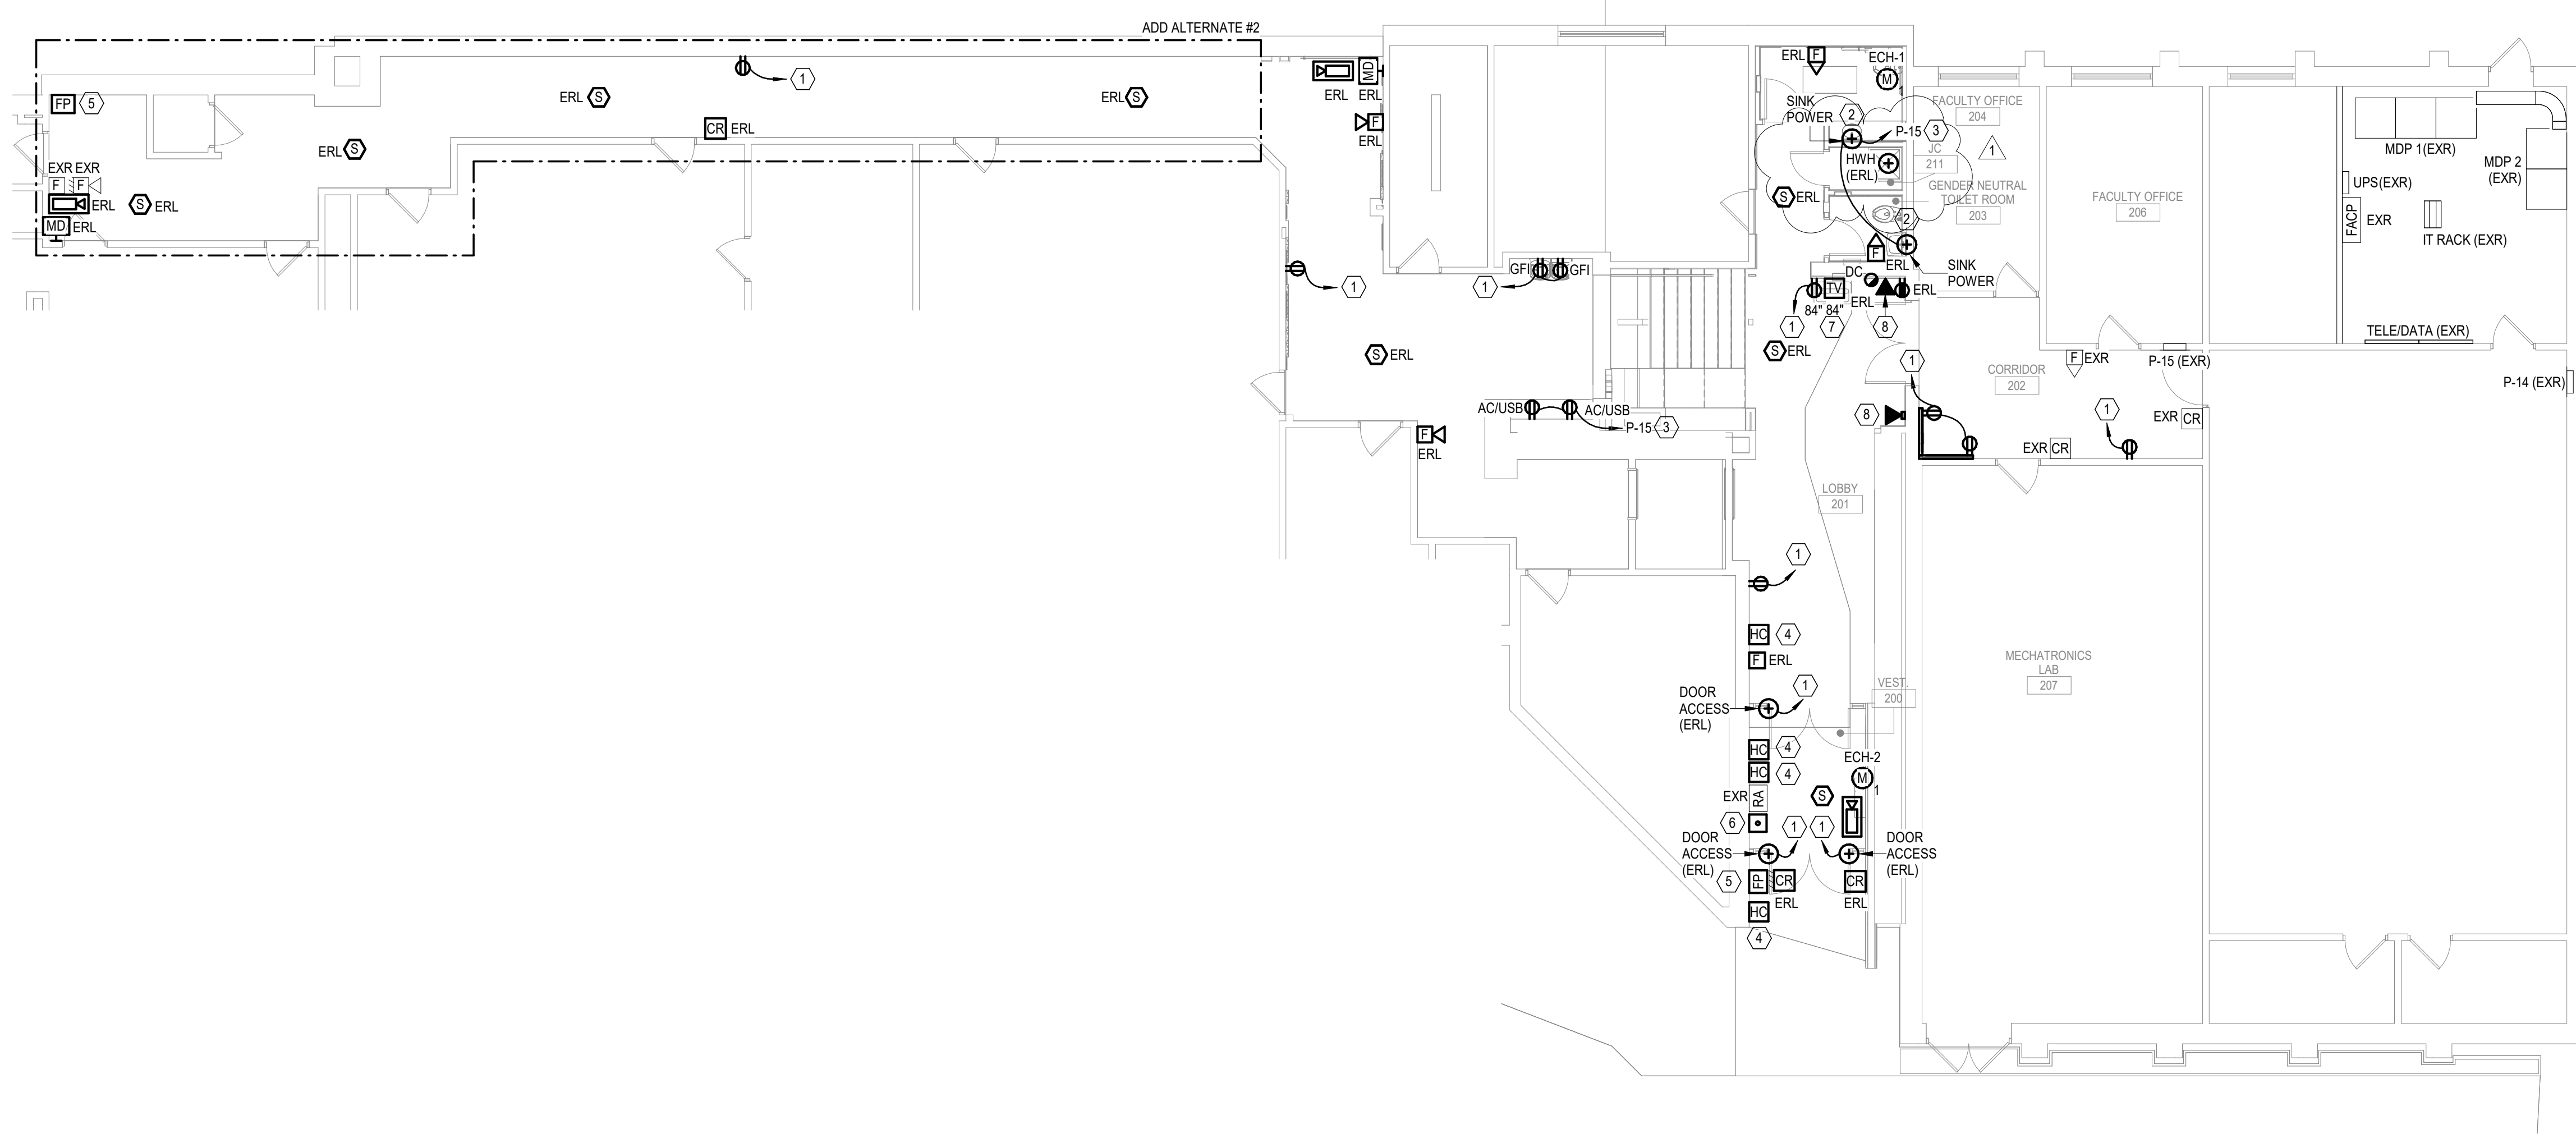 ADD ALTERNATE #2
FP
5
1
ERL
S
ERL
S
CR
ERL
ERL
S
EXR
EXR
F
F
ERL
S
ERL
MD
ERL
MD
ERL
ERL
F
ERL
1
GFI
GFI
1
S
ERL
AC/USB
AC/USB
P-15
3
F
ERL
ERL
F
ECH-1
M
SINK
POWER
2
P-15
3
HWH
(ERL)
JC
211
1
S
ERL
GENDER NEUTRAL
TOILET ROOM
203
2
F
ERL
SINK
POWER
DC
TV
ERL
ERL
84"
84"
1
7
8
S
ERL
FACULTY OFFICE
204
FACULTY OFFICE
206
MDP 1(EXR)
MDP 2
(EXR)
UPS(EXR)
FACP
EXR
IT RACK (EXR)
TELE/DATA (EXR)
P-14 (EXR)
1
CORRIDOR
202
F
EXR
P-15 (EXR)
8
1
EXR
CR
EXR
CR
LOBBY
201
1
HC
4
F
ERL
MECHATRONICS
LAB
207
VEST.
200
DOOR
ACCESS
(ERL)
1
HC
4
HC
4
ECH-2
M
1
EXR
RA
S
6
1
1
DOOR
ACCESS
(ERL)
DOOR
ACCESS
(ERL)
5
FP
CR
CR
ERL
ERL
HC
4